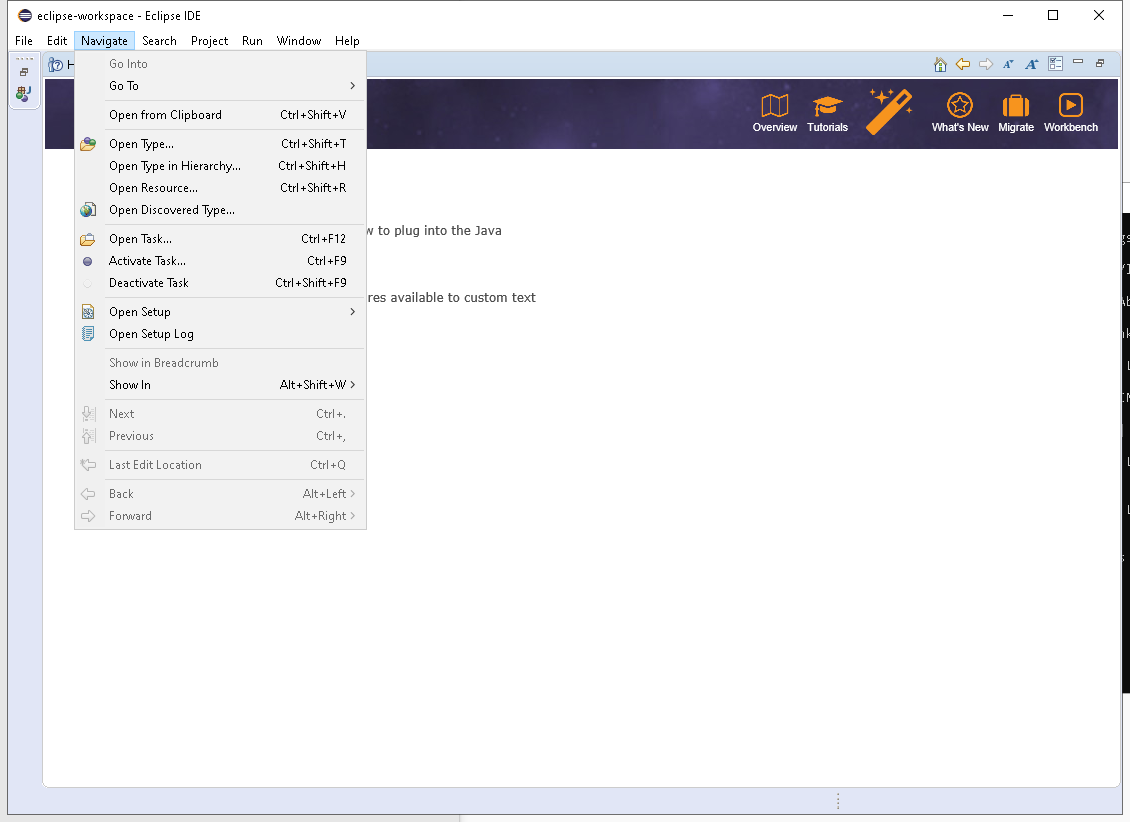 eclipse-workspace - Eclipse IDE
File Edit Navigate Search Project Run Window Help
H
Go Into
Go To
Open from Clipboard Ctrl+Shift+V
Open Type... Ctrl+Shift+T
Open Type in Hierarchy... Ctrl+Shift+H
Open Resource... Ctrl+Shift+R
Open Discovered Type...
Open Task... Ctrl+F12
Activate Task... Ctrl+F9
Deactivate Task Ctrl+Shift+F9
Open Setup
Open Setup Log
Show in Breadcrumb
Show In Alt+Shift+W
Next Ctrl+.
Previous Ctrl+,
Last Edit Location Ctrl+Q
Back Alt+Left
Forward Alt+Right
Overview Tutorials What's New Migrate Workbench
w to plug into the Java
res available to custom text